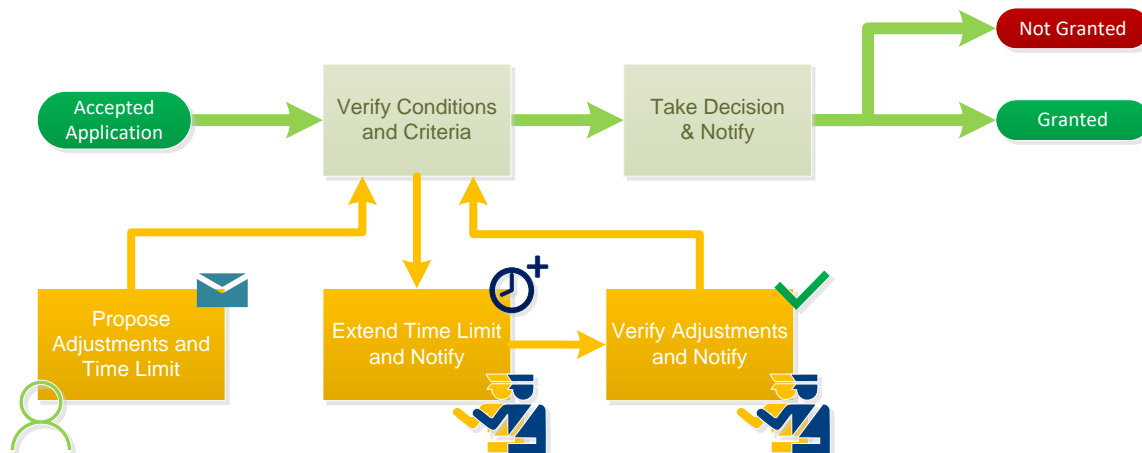 Not Granted
Accepted
Application
Verify Conditions
and Criteria
Take Decision
& Notify
Granted
Propose
Adjustments and
Time Limit
Extend Time Limit
and Notify
Verify Adjustments
and Notify